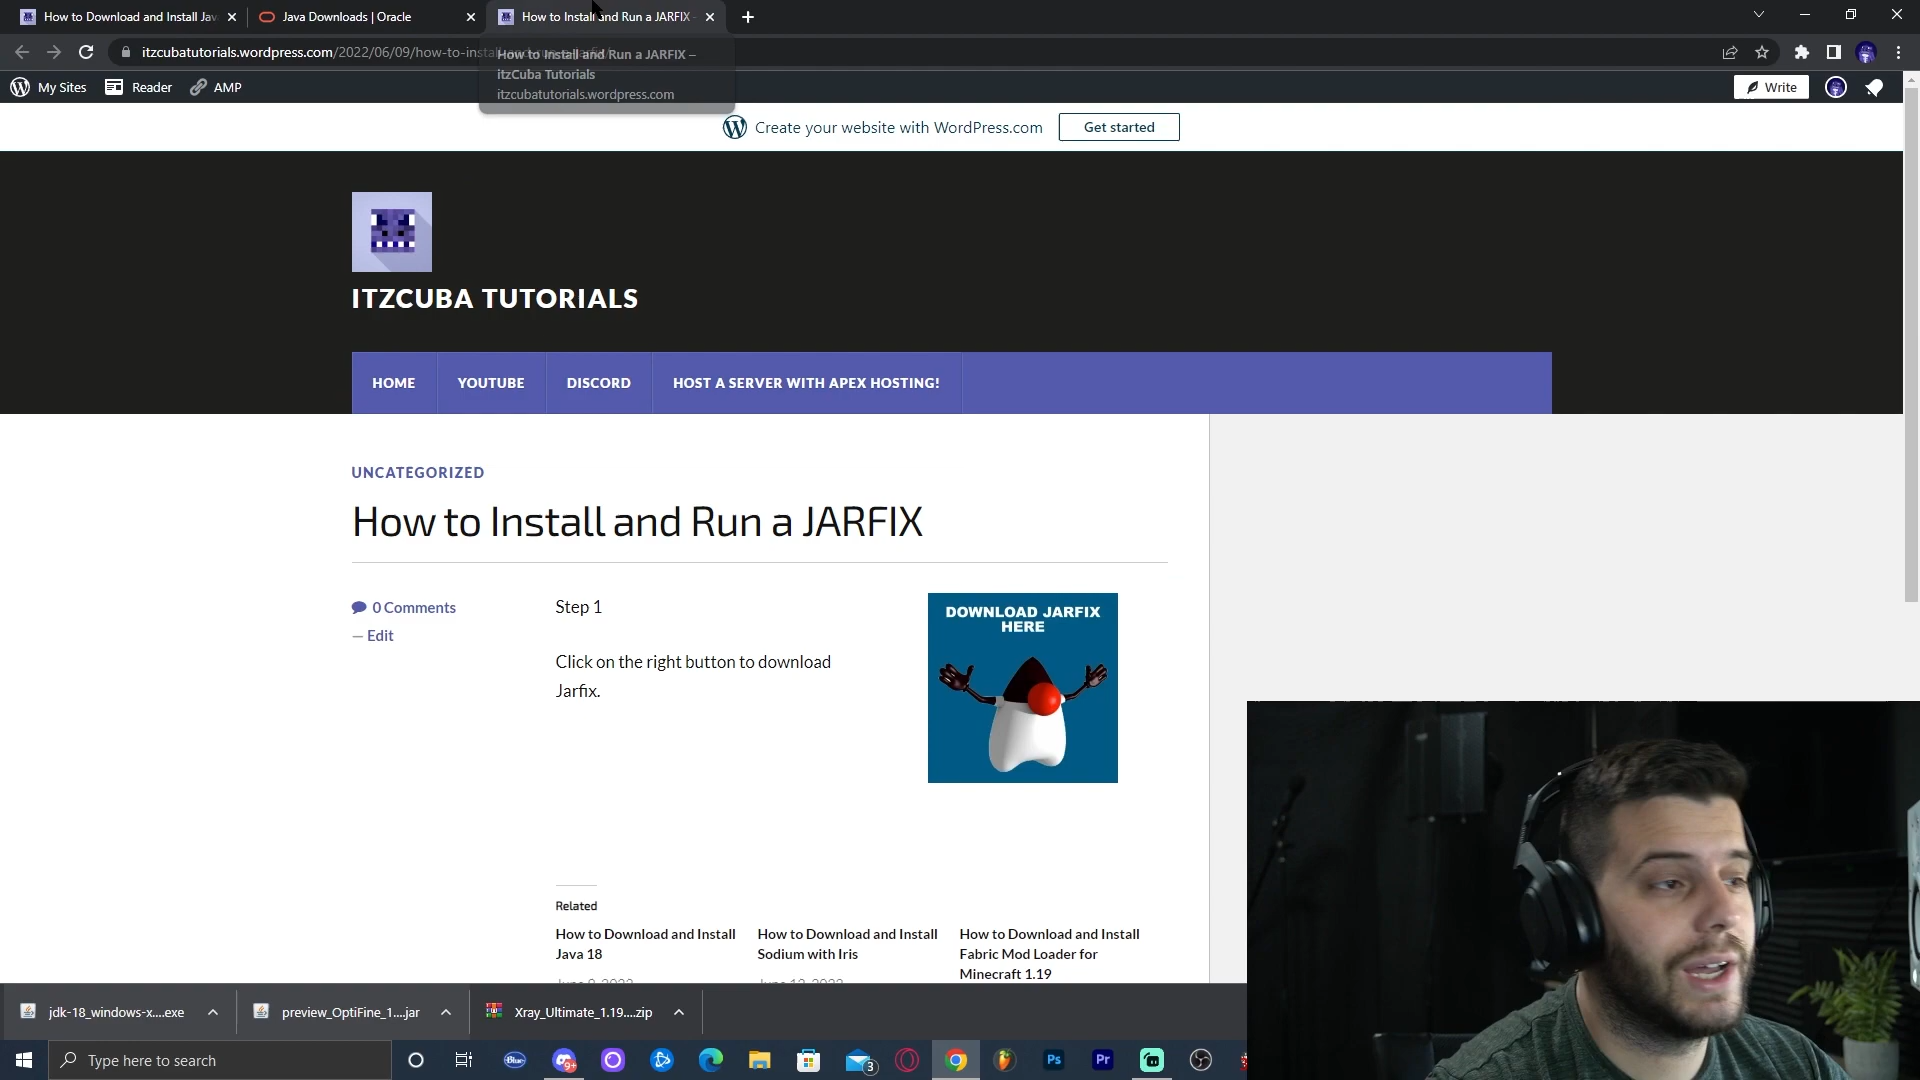 How to Download and Install Jav
Java Downloads | Oracle
How to Install and Run a JARFIX
itzcubatutorials.wordpress.com/2022/06/09/how-to-inst
How to Install and Run a JARFIX –
itzCuba Tutorials
itzcubatutorials.wordpress.com
My Sites
Reader
AMP
Write
Create your website with WordPress.com
Get started
ITZCUBA TUTORIALS
HOME
YOUTUBE
DISCORD
HOST A SERVER WITH APEX HOSTING!
UNCATEGORIZED
How to Install and Run a JARFIX
0 Comments
— Edit
Step 1
Click on the right button to download
Jarfix.
DOWNLOAD JARFIX
HERE
Related
How to Download and Install
Java 18
How to Download and Install
Sodium with Iris
How to Download and Install
Fabric Mod Loader for
Minecraft 1.19
jdk-18_windows-x....exe
preview_OptiFine_1....jar
Xray_Ultimate_1.19....zip
Type here to search
Blue
9+
3
Ps
Pr